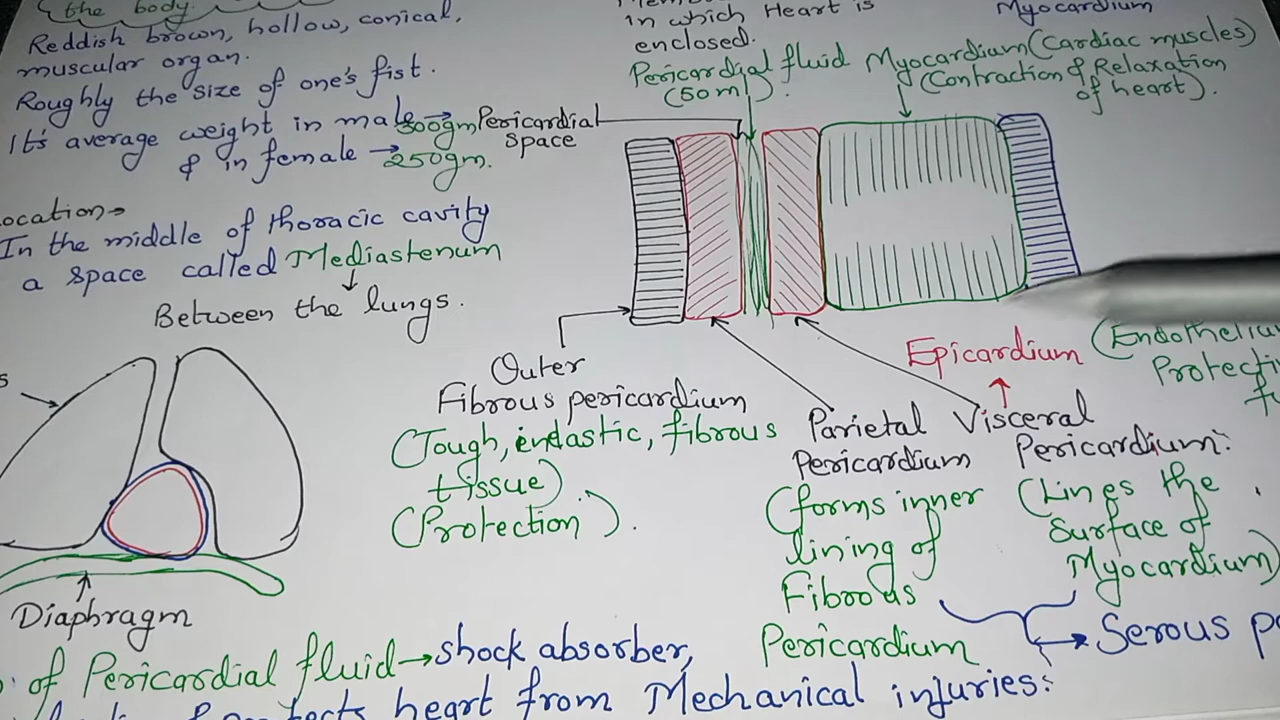 the body.
Reddish brown, hollow, conical,
muscular organ.
Roughly the size of one's fist.
It's average weight in male → 300gm
& in female → 250gm.
ocation→
In the middle of thoracic cavity
a space called Mediastenum
↓
Between the lungs.
s
Diaphragm
in which Heart is
enclosed.
Pericardial fluid
(50ml).
Pericardial
space
Myocardium
Myocardium (Cardiac muscles)
(Contraction & Relaxation
of heart).
Outer
Fibrous pericardium
(Tough, inelastic, fibrous
tissue)
(Protection).
Parietal
Pericardium
(forms inner
lining of
Fibrous
Pericardium
Epicardium
↑
Visceral
Pericardium:
(Lines the
Surface of
Myocardium)
(Endotheliu
Protecti
→ Serous p
of Pericardial fluid → shock absorber,
heart from Mechanical injuries: